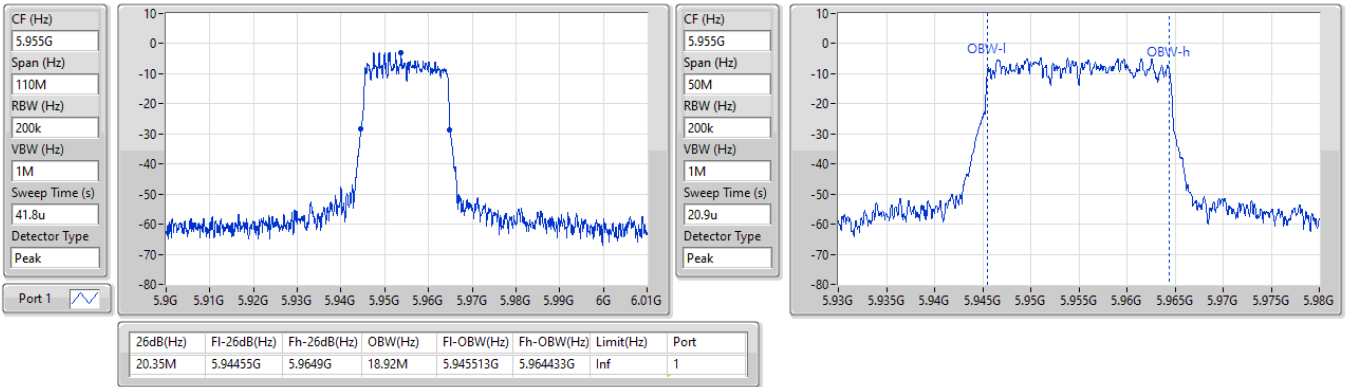 CF (Hz)
5.955G
Span (Hz)
110M
RBW (Hz)
200k
VBW (Hz)
1M
Sweep Time (s)
41.8u
Detector Type
Peak
Port 1
10
0
-10
-20
-30
-40
-50
-60
-70
-80
5.9G 5.91G 5.92G 5.93G 5.94G 5.95G 5.96G 5.97G 5.98G 5.99G 6G 6.01G
CF (Hz)
5.955G
Span (Hz)
50M
RBW (Hz)
200k
VBW (Hz)
1M
Sweep Time (s)
20.9u
Detector Type
Peak
10
0
-10
-20
-30
-40
-50
-60
-70
-80
OBW-l
OBW-h
5.93G 5.935G 5.94G 5.945G 5.95G 5.955G 5.96G 5.965G 5.97G 5.975G 5.98G
26dB(Hz) Fl-26dB(Hz) Fh-26dB(Hz) OBW(Hz) Fl-OBW(Hz) Fh-OBW(Hz) Limit(Hz) Port
20.35M 5.94455G 5.9649G 18.92M 5.945513G 5.964433G Inf 1